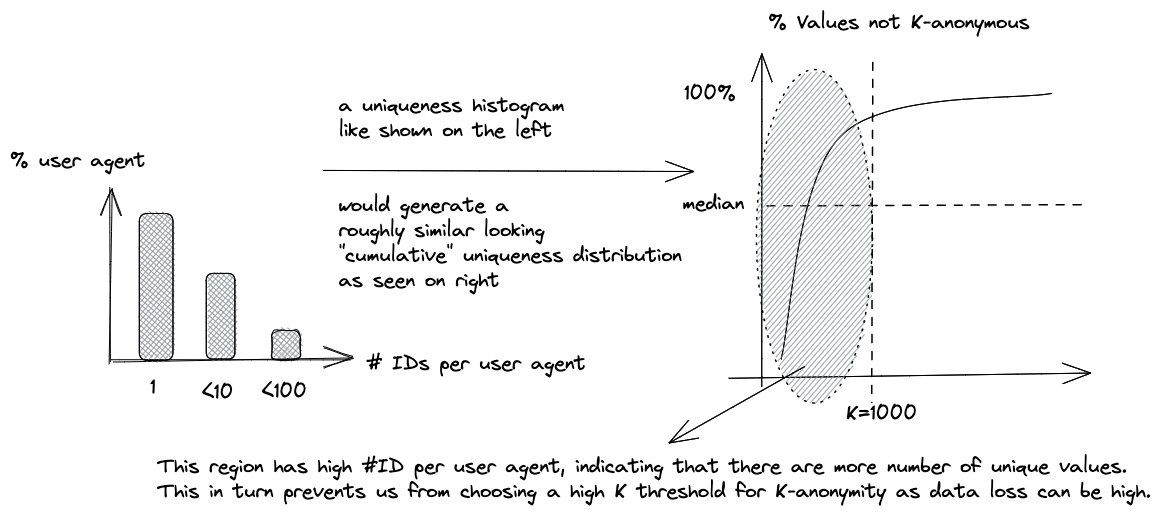 % Values not K-anonymous
100%
a uniqueness histogram
like shown on the left
% user agent
would generate a
roughly similar looking
"cumulative" uniqueness distribution
as seen on right
median
# IDs per user agent
1 <10 <100
K=1000
This region has high #ID per user agent, indicating that there are more number of unique values.
This in turn prevents us from choosing a high K threshold for K-anonymity as data loss can be high.